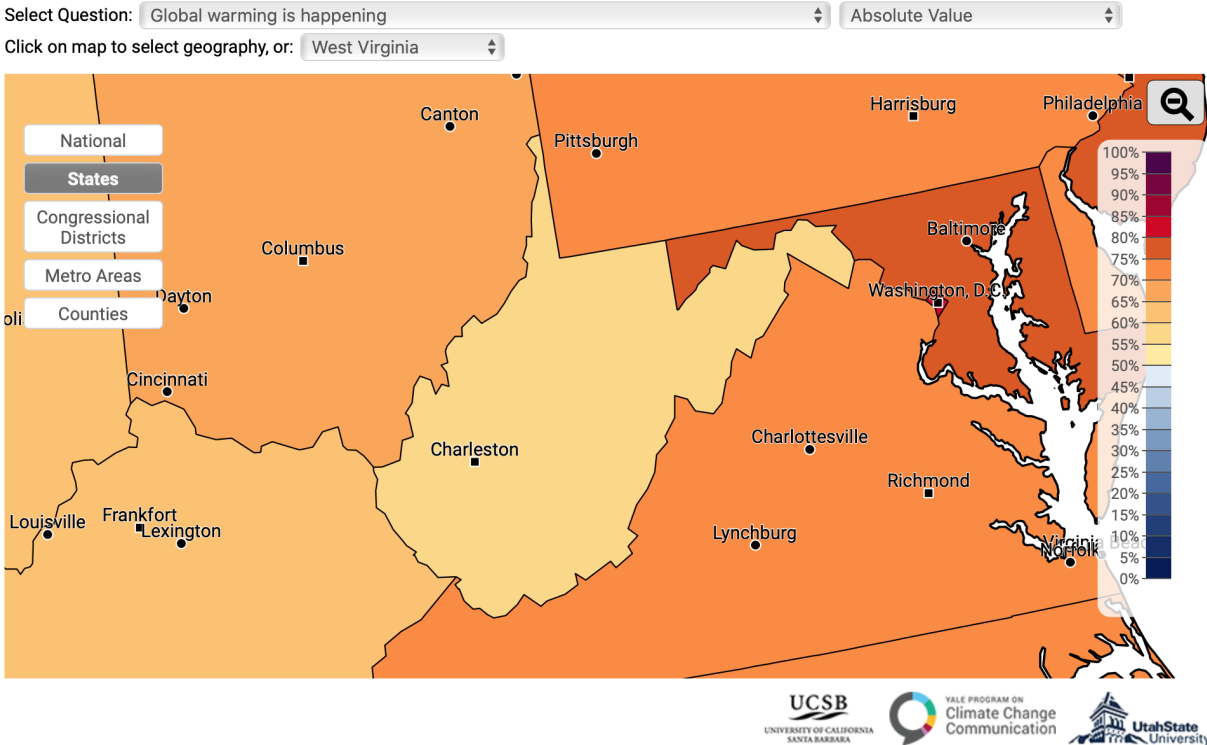 Select Question: Global warming is happening Absolute Value
Click on map to select geography, or: West Virginia
Canton
Harrisburg
Philadelphia
National
Pittsburgh
100%
States
95%
90%
Congressional
Districts
85%
Columbus
Baltimore
80%
Metro Areas
75%
Dayton
Washington, D.C.
70%
Counties
65%
60%
55%
50%
Cincinnati
45%
40%
Charleston
Charlottesville
35%
30%
Richmond
25%
20%
Louisville
Frankfort
15%
Lexington
Lynchburg
10%
Virginia Beac
Norfolk
5%
0%
UCSB
UNIVERSITY OF CALIFORNIA
SANTA BARBARA
YALE PROGRAM ON
Climate Change
Communication
UtahState
University